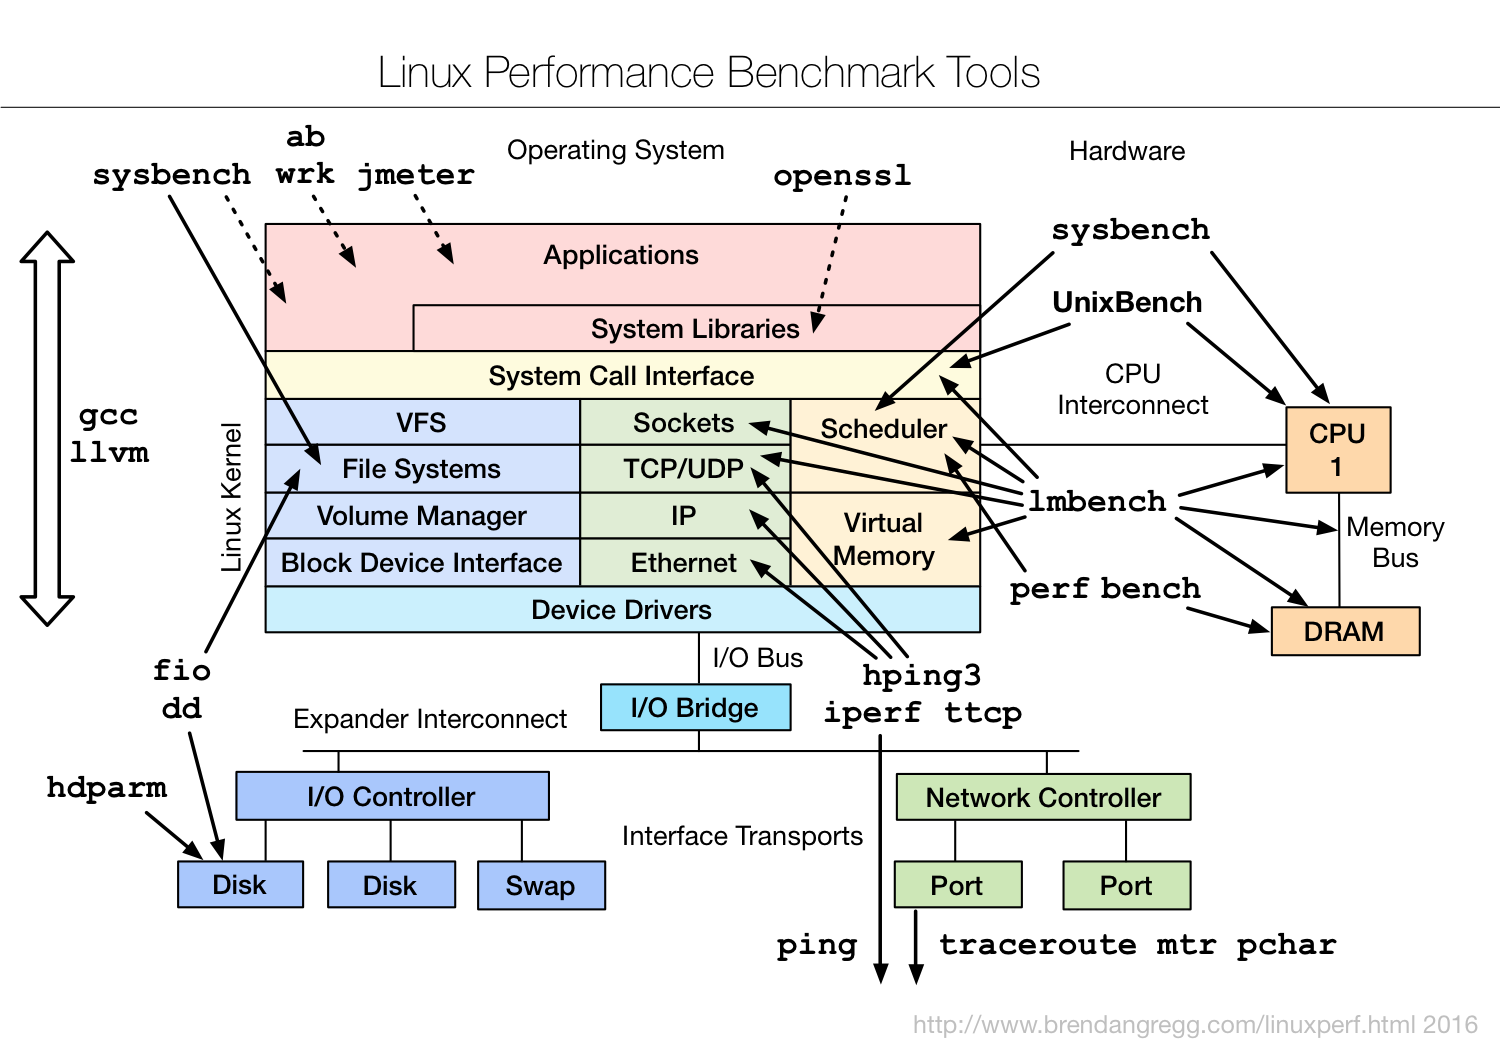 Linux Performance Benchmark Tools
ab
Operating System
Hardware
sysbench
wrk
jmeter
openssl
sysbench
Applications
UnixBench
System Libraries
System Call Interface
CPU
Interconnect
gcc
llvm
Linux Kernel
VFS
Sockets
Scheduler
CPU
1
File Systems
TCP/UDP
lmbench
Volume Manager
IP
Virtual
Memory
Memory
Bus
Block Device Interface
Ethernet
perf bench
Device Drivers
DRAM
fio
dd
I/O Bus
hping3
iperf ttcp
I/O Bridge
Expander Interconnect
hdparm
I/O Controller
Network Controller
Interface Transports
Disk
Disk
Swap
Port
Port
ping
traceroute mtr pchar
http://www.brendangregg.com/linuxperf.html 2016